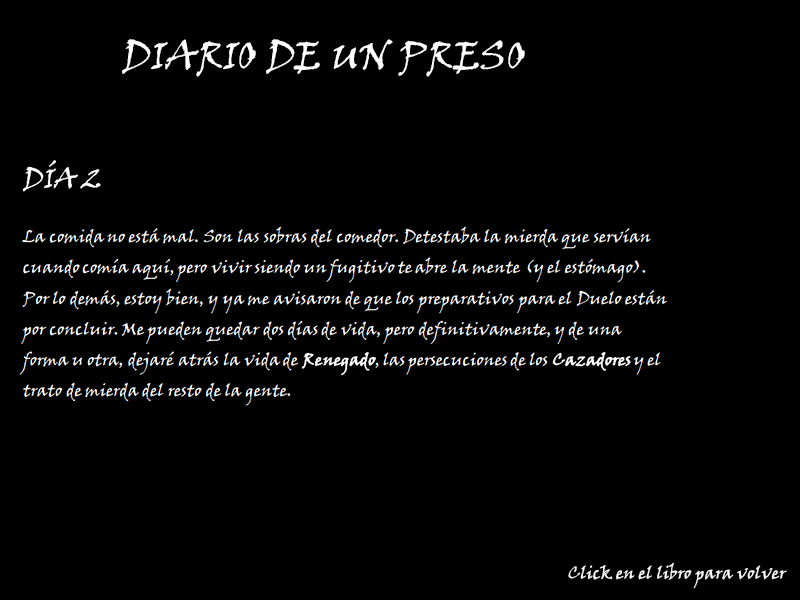 DIARIO DE UN PRESO
DÍA 2
La comida no está mal. Son las sobras del comedor. Detestaba la mierda que servían
cuando comía aquí, pero vivir siendo un fugitivo te abre la mente (y el estómago).
Por lo demás, estoy bien, y ya me avisaron de que los preparativos para el Duelo están
por concluir. Me pueden quedar dos días de vida, pero definitivamente, y de una
forma u otra, dejaré atrás la vida de Renegado, las persecuciones de los Cazadores y el
trato de mierda del resto de la gente.
Click en el libro para volver